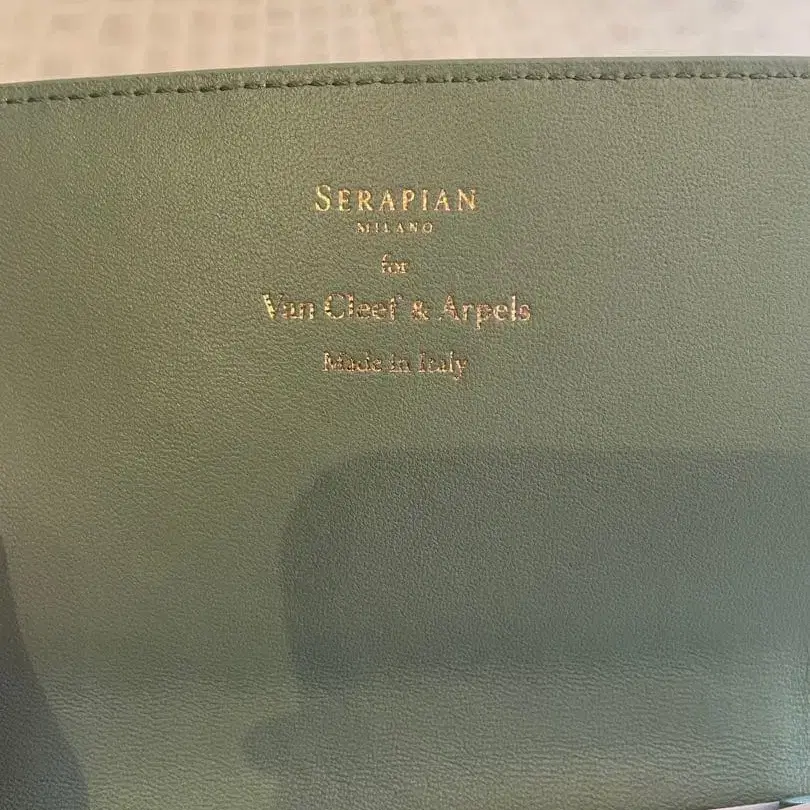 SERAPIAN
MILANO
for
Van Cleef & Arpels
Made in Italy